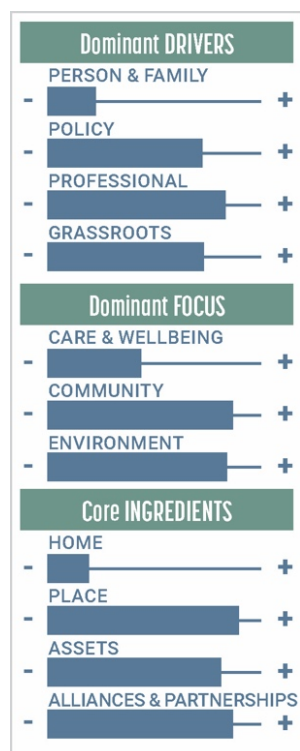 Dominant DRIVERS
PERSON & FAMILY
- +
POLICY
- +
PROFESSIONAL
- +
GRASSROOTS
- +
Dominant FOCUS
CARE & WELLBEING
- +
COMMUNITY
- +
ENVIRONMENT
- +
Core INGREDIENTS
HOME
- +
PLACE
- +
ASSETS
- +
ALLIANCES & PARTNERSHIPS
- +